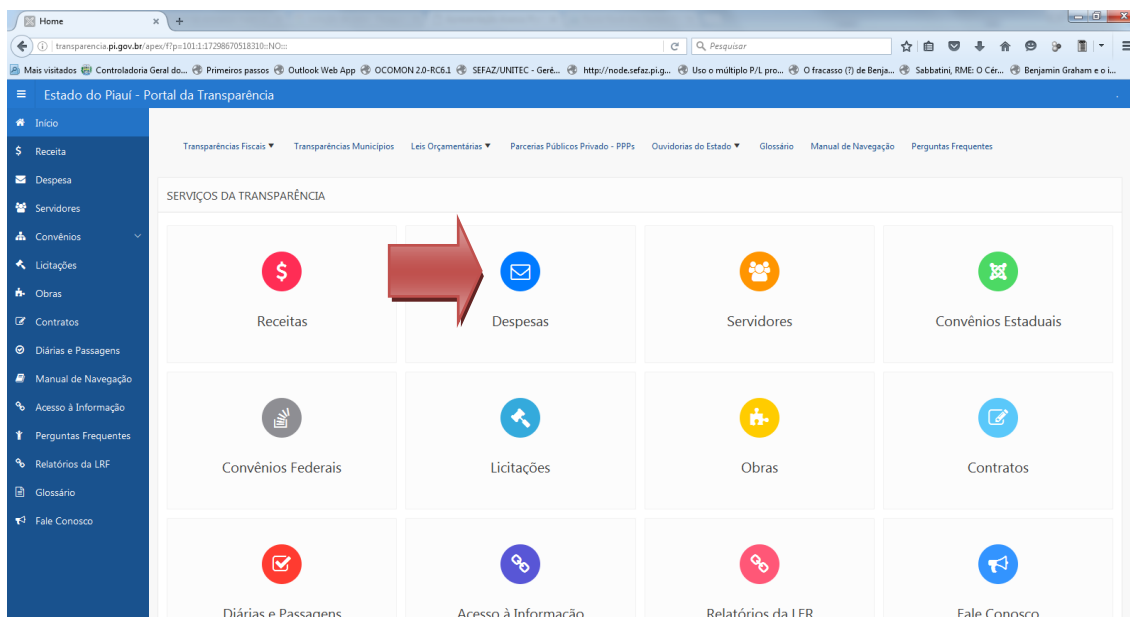 Home
transparencia.pi.gov.br/apex/f?p=101:1:17298670518310::NO:::
Pesquisar
Mais visitados
Controladoria Geral do...
Primeiros passos
Outlook Web App
OCOMON 2.0-RC6.1
SEFAZ/UNITEC - Gerê...
http://node.sefaz.pi.g...
Uso o múltiplo P/L pro...
O fracasso (?) de Benja...
Sabbatini, RME: O Cér...
Benjamin Graham e o i...
Estado do Piauí - Portal da Transparência
Início
Receita
Despesa
Servidores
Convênios
Licitações
Obras
Contratos
Diárias e Passagens
Manual de Navegação
Acesso à Informação
Perguntas Frequentes
Relatórios da LRF
Glossário
Fale Conosco
Transparências Fiscais
Transparências Municípios
Leis Orçamentárias
Parcerias Públicos Privado - PPPs
Ouvidorias do Estado
Glossário
Manual de Navegação
Perguntas Frequentes
SERVIÇOS DA TRANSPARÊNCIA
Receitas
Despesas
Servidores
Convênios Estaduais
Convênios Federais
Licitações
Obras
Contratos
Diárias e Passagens
Acesso à Informação
Relatórios da LFR
Fale Conosco